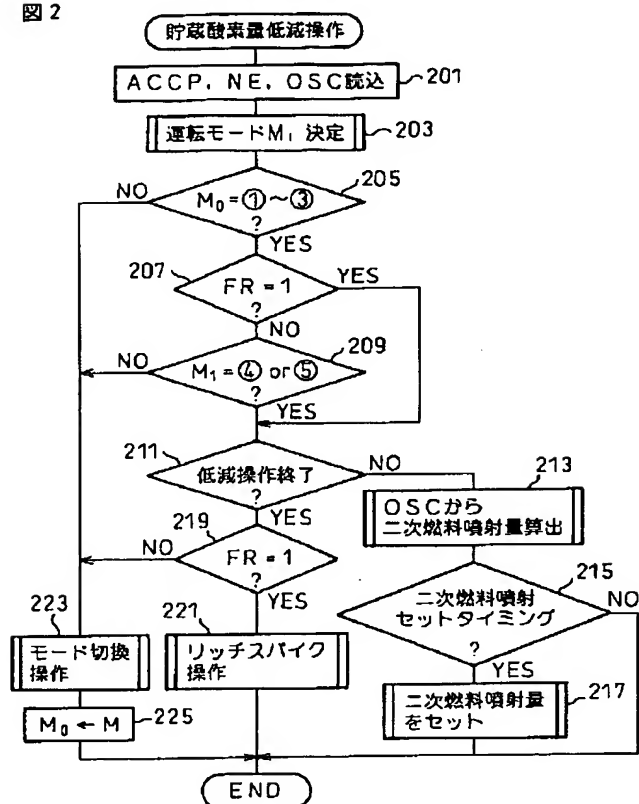 図2
貯蔵酸素量低減操作
ACCP, NE, OSC読込
201
運転モードM₁決定
203
205
NO
M₀=①〜③
?
YES
207
FR=1
?
YES
NO
209
NO
M₁=④ or ⑤
?
YES
211
低減操作終了
?
NO
213
YES
OSCから
二次燃料噴射量算出
219
NO
FR=1
?
YES
215
二次燃料噴射
セットタイミング
?
NO
YES
223
モード切換
操作
221
リッチスパイク
操作
217
二次燃料噴射量
をセット
M₀←M
225
END